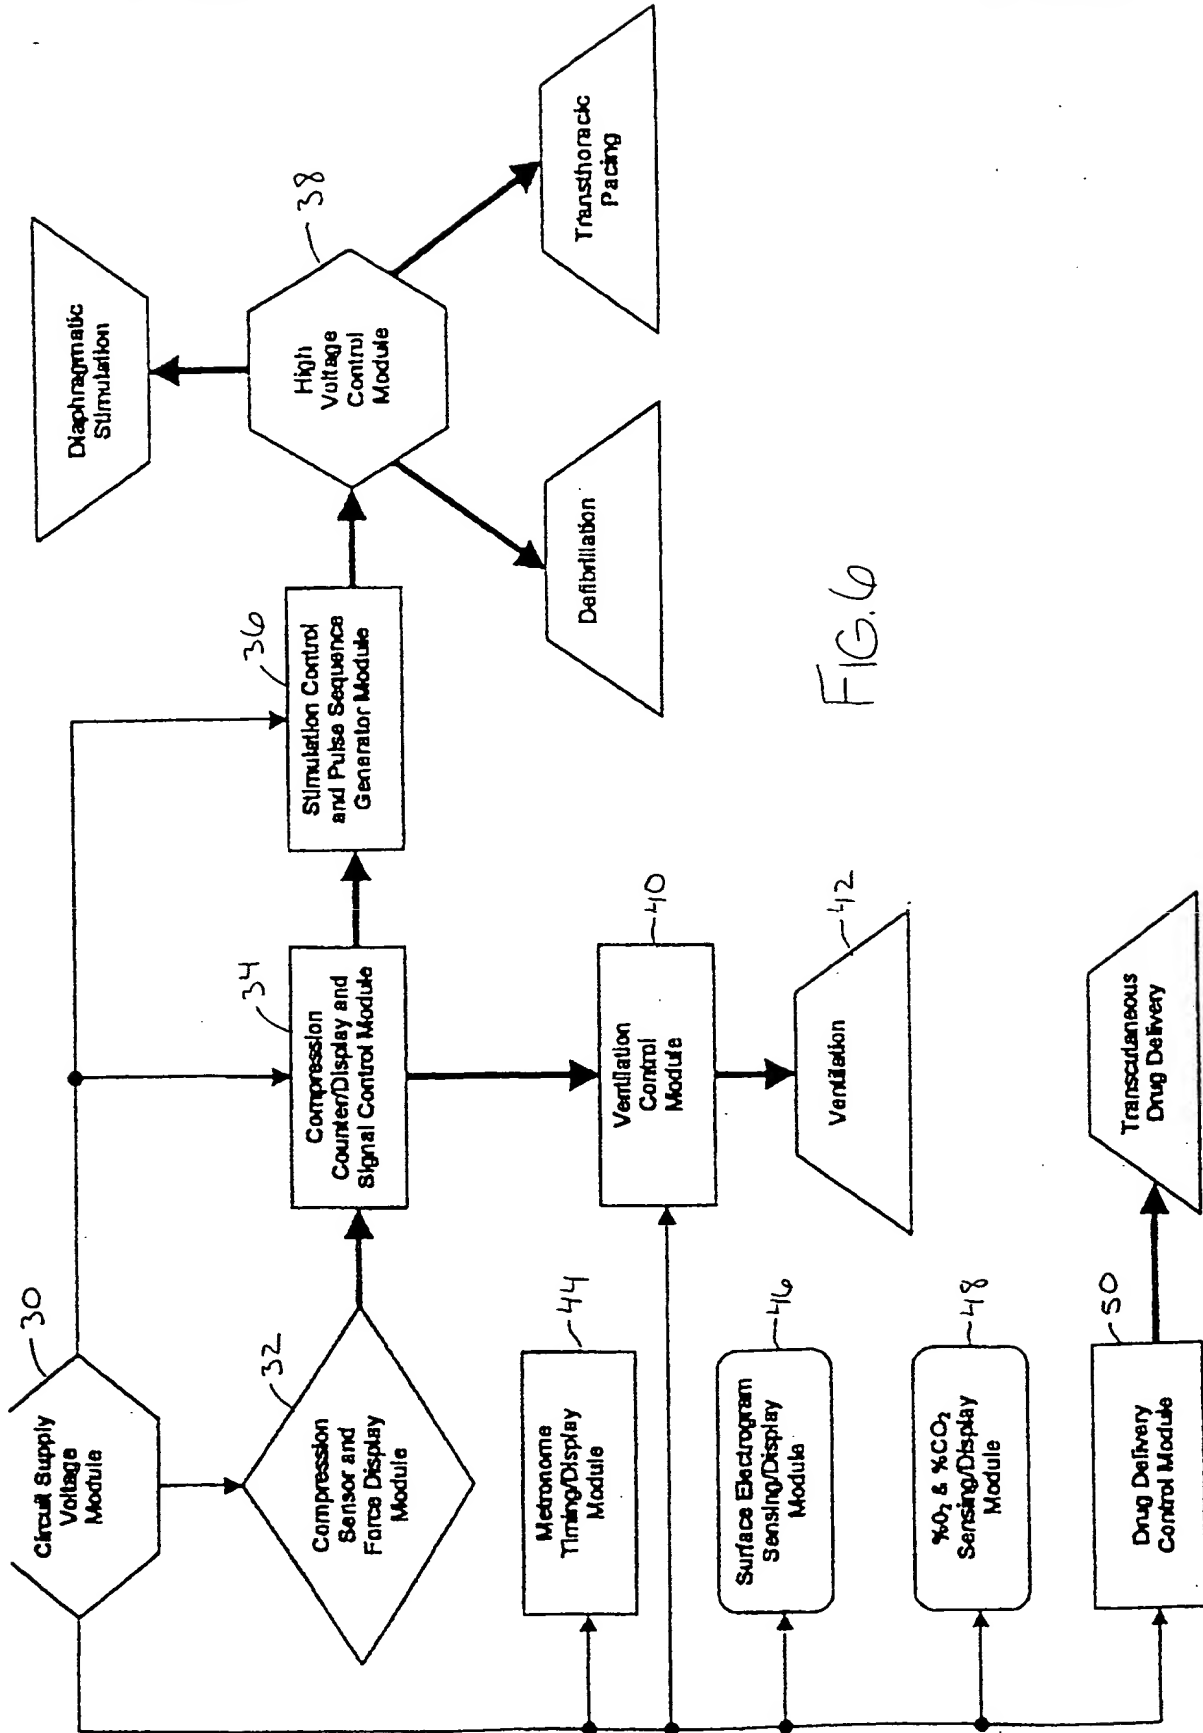 Circuit Supply
Voltage
Module
30
Compression
Sensor and
Force Display
Module
32
Compression
Counter/Display and
Signal Control Module
34
Stimulation Control
and Pulse Sequence
Generator Module
36
High
Voltage
Control
Module
38
Diaphragmatic
Stimulation
Defibrillation
Transthoracic
Pacing
Metronome
Timing/Display
Module
44
Ventilation
Control
Module
40
Surface Electrogram
Sensing/Display
Module
46
Ventilation
42
%O₂ & %CO₂
Sensing/Display
Module
48
Drug Delivery
Control Module
50
Transcutaneous
Drug Delivery
FIG.6